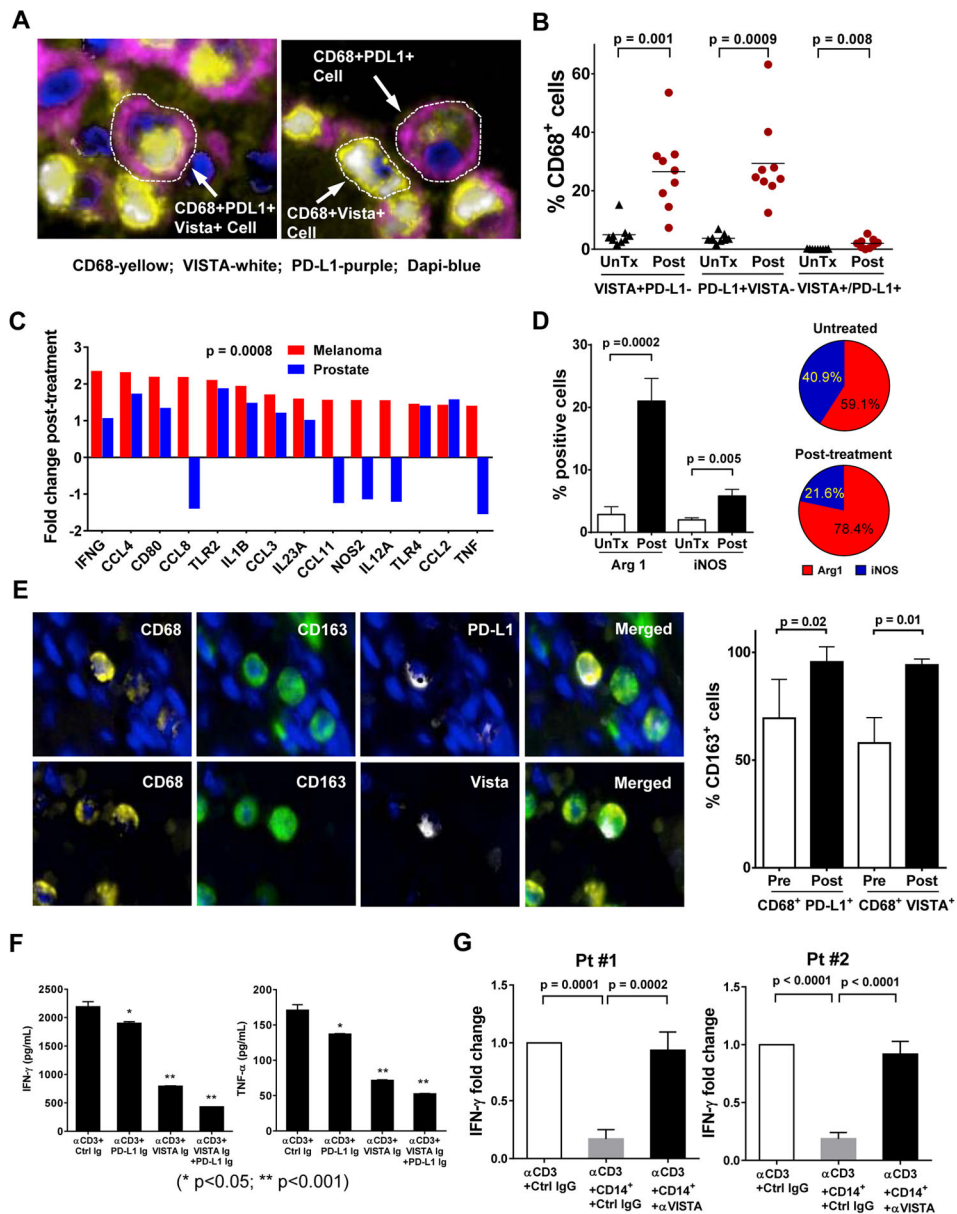 A
CD68+PDL1+
Vista+ Cell
CD68+PDL1+
Cell
CD68+Vista+
Cell
CD68-yellow; VISTA-white; PD-L1-purple; Dapi-blue
B
p = 0.001
p = 0.0009
p = 0.008
% CD68+ cells
60
40
20
0
UnTx Post UnTx Post UnTx Post
VISTA+PD-L1- PD-L1+VISTA- VISTA+/PD-L1+
C
p = 0.0008
Melanoma
Prostate
Fold change post-treatment
3
2
1
0
-1
-2
IFNG CCL4 CD80 CCL8 TLR2 IL1B CCL3 IL23A CCL11 NOS2 IL12A TLR4 CCL2 TNF
D
p =0.0002
p = 0.005
% positive cells
30
20
10
0
UnTx Post UnTx Post
Arg 1 iNOS
Untreated
40.9%
59.1%
Post-treatment
21.6%
78.4%
Arg1 iNOS
E
CD68 CD163 PD-L1 Merged
CD68 CD163 Vista Merged
p = 0.02
p = 0.01
% CD163+ cells
100
50
0
Pre Post Pre Post
CD68+ PD-L1+ CD68+ VISTA+
F
IFN-γ (pg/mL)
2500
2000
1500
1000
500
0
*
**
**
αCD3+ αCD3+ αCD3+ αCD3+
Ctrl Ig PD-L1 Ig VISTA Ig VISTA Ig
+PD-L1 Ig
TNF-α (pg/mL)
200
150
100
50
0
*
**
**
αCD3+ αCD3+ αCD3+ αCD3+
Ctrl Ig PD-L1 Ig VISTA Ig VISTA Ig
+PD-L1 Ig
(* p<0.05; ** p<0.001)
G
Pt #1
p = 0.0001 p = 0.0002
IFN-γ fold change
1.5
1.0
0.5
0.0
αCD3 αCD3 αCD3
+Ctrl IgG +CD14+ +CD14+
+Ctrl IgG +αVISTA
Pt #2
p < 0.0001 p < 0.0001
IFN-γ fold change
1.5
1.0
0.5
0.0
αCD3 αCD3 αCD3
+Ctrl IgG +CD14+ +CD14+
+Ctrl IgG +αVISTA